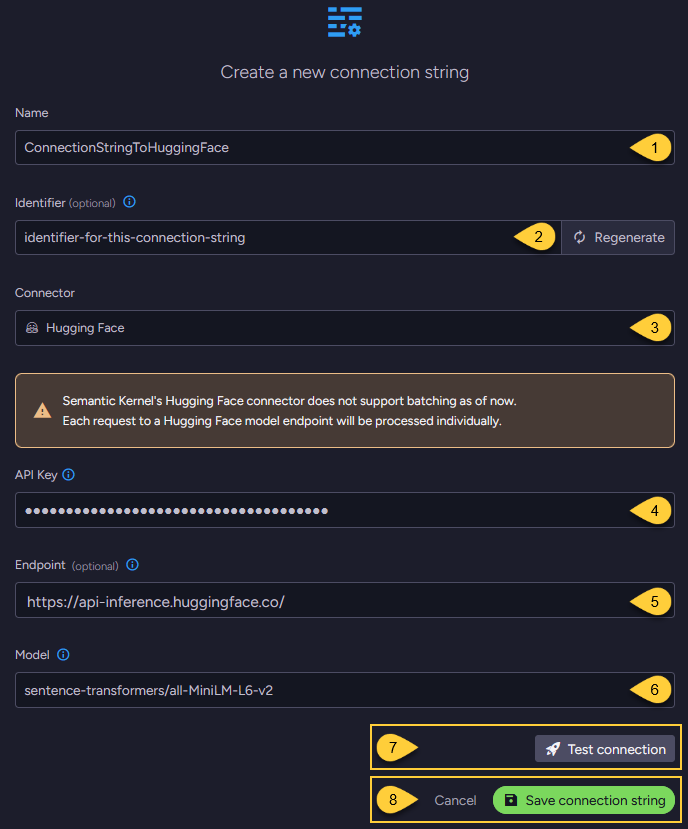 Create a new connection string
Name
ConnectionStringToHuggingFace 1
Identifier (optional)
identifier-for-this-connection-string 2 Regenerate
Connector
Hugging Face 3
Semantic Kernel's Hugging Face connector does not support batching as of now.
Each request to a Hugging Face model endpoint will be processed individually.
API Key
4
Endpoint (optional)
https://api-inference.huggingface.co/ 5
Model
sentence-transformers/all-MiniLM-L6-v2 6
7 Test connection
8 Cancel Save connection string